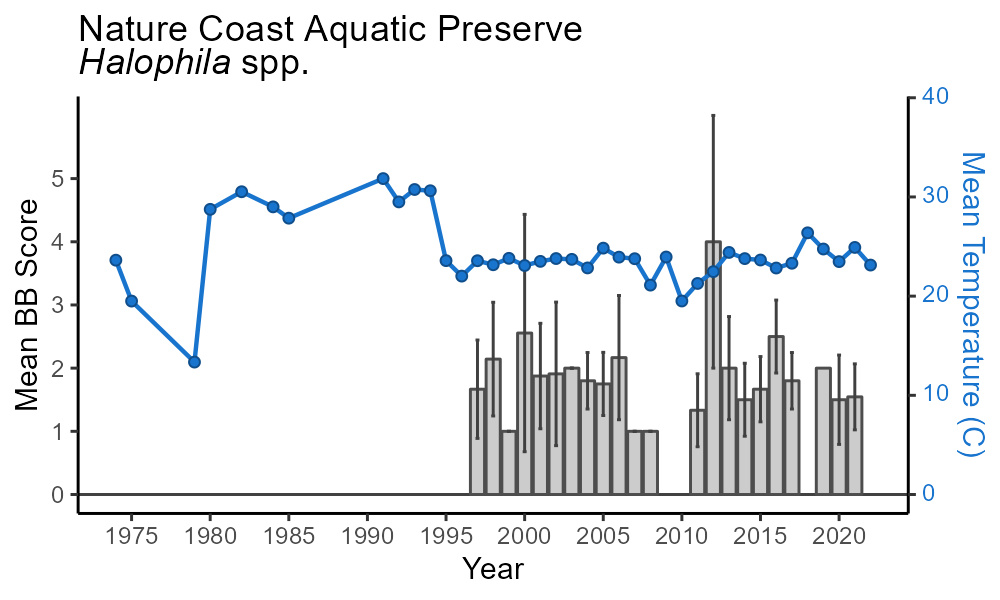 Nature Coast Aquatic Preserve
Halophila spp.
Mean BB Score
5
4
3
2
1
0
40
30
20
10
0
Mean Temperature (C)
1975 1980 1985 1990 1995 2000 2005 2010 2015 2020
Year